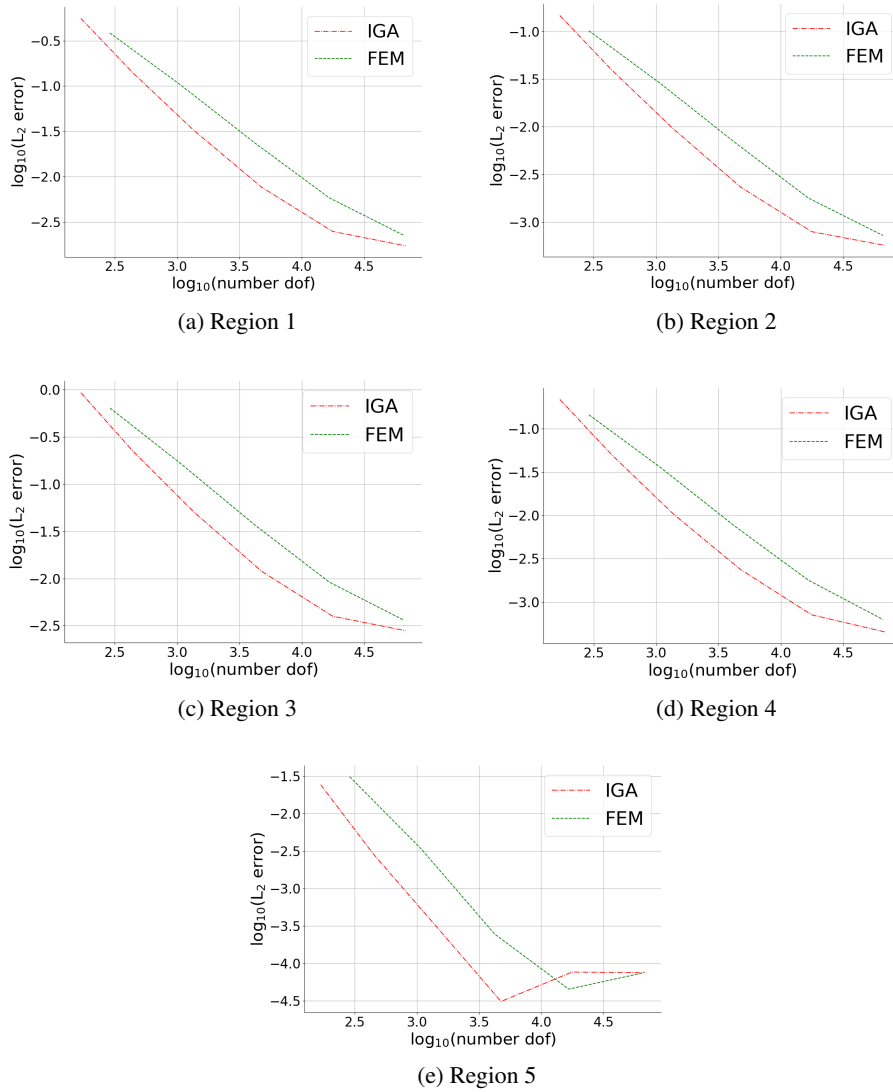 IGA
FEM
−0.5
−1.0
−1.5
−2.0
−2.5
log₁₀(L₂ error)
2.5 3.0 3.5 4.0 4.5
log₁₀(number dof)
(a) Region 1
IGA
FEM
−1.0
−1.5
−2.0
−2.5
−3.0
log₁₀(L₂ error)
2.5 3.0 3.5 4.0 4.5
log₁₀(number dof)
(b) Region 2
IGA
FEM
0.0
−0.5
−1.0
−1.5
−2.0
−2.5
log₁₀(L₂ error)
2.5 3.0 3.5 4.0 4.5
log₁₀(number dof)
(c) Region 3
IGA
FEM
−1.0
−1.5
−2.0
−2.5
−3.0
log₁₀(L₂ error)
2.5 3.0 3.5 4.0 4.5
log₁₀(number dof)
(d) Region 4
IGA
FEM
−1.5
−2.0
−2.5
−3.0
−3.5
−4.0
−4.5
log₁₀(L₂ error)
2.5 3.0 3.5 4.0 4.5
log₁₀(number dof)
(e) Region 5